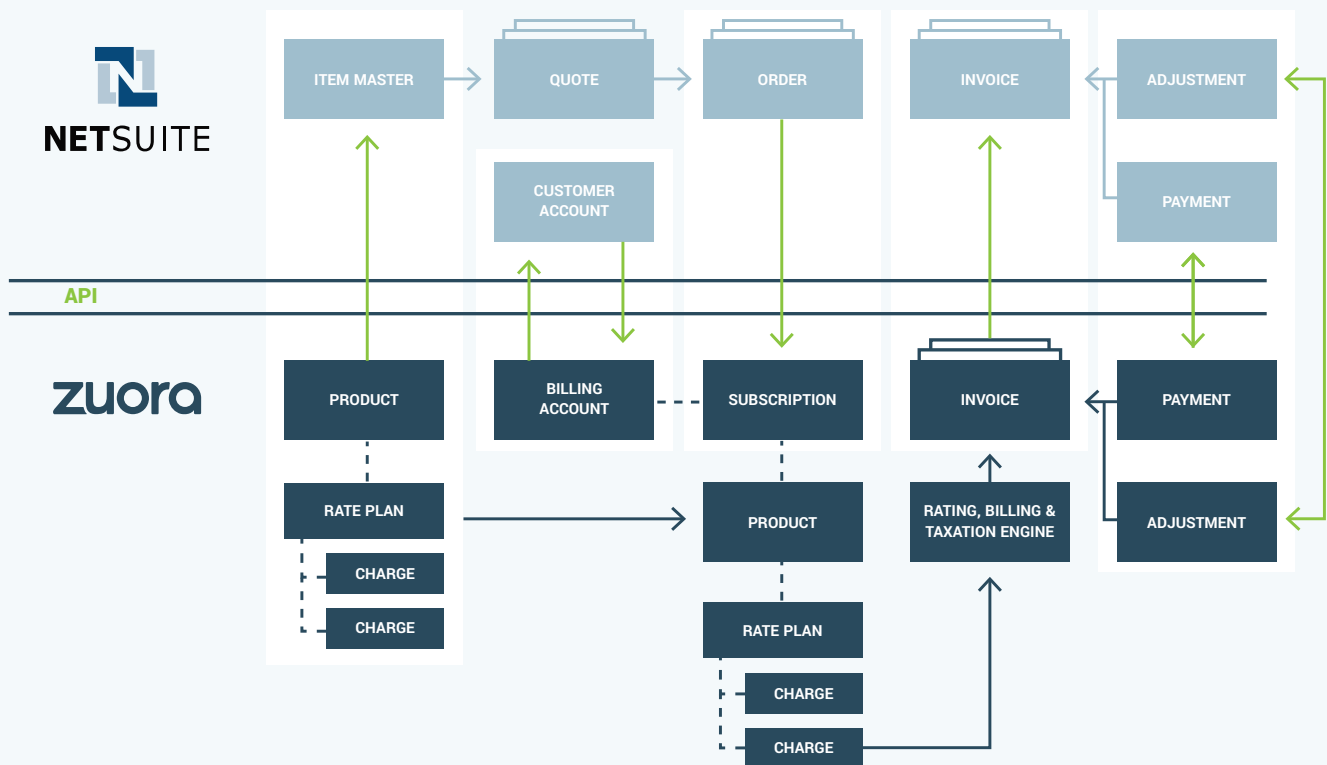 NETSUITE
ITEM MASTER
QUOTE
ORDER
INVOICE
ADJUSTMENT
CUSTOMER
ACCOUNT
PAYMENT
API
zuora
PRODUCT
BILLING
ACCOUNT
SUBSCRIPTION
INVOICE
PAYMENT
RATE PLAN
CHARGE
CHARGE
PRODUCT
RATING, BILLING &
TAXATION ENGINE
ADJUSTMENT
RATE PLAN
CHARGE
CHARGE